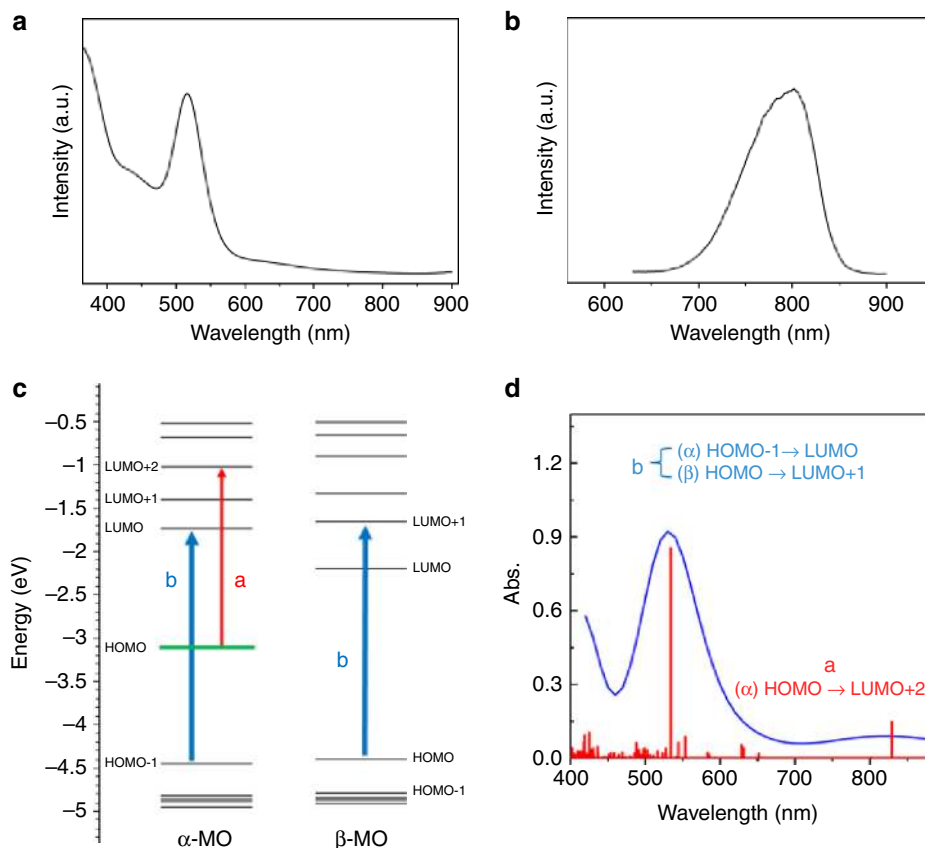 a
Intensity (a.u.)
400 500 600 700 800 900
Wavelength (nm)
b
Intensity (a.u.)
600 700 800 900
Wavelength (nm)
c
Energy (eV)
–0.5
–1
–1.5
–2
–2.5
–3
–3.5
–4
–4.5
–5
LUMO+2
LUMO+1
LUMO
HOMO
HOMO-1
b
a
b
LUMO+1
LUMO
HOMO
HOMO-1
α-MO
β-MO
d
Abs.
1.2
0.9
0.6
0.3
0.0
b
(α) HOMO-1→ LUMO
(β) HOMO → LUMO+1
a
(α) HOMO → LUMO+2
400 500 600 700 800
Wavelength (nm)